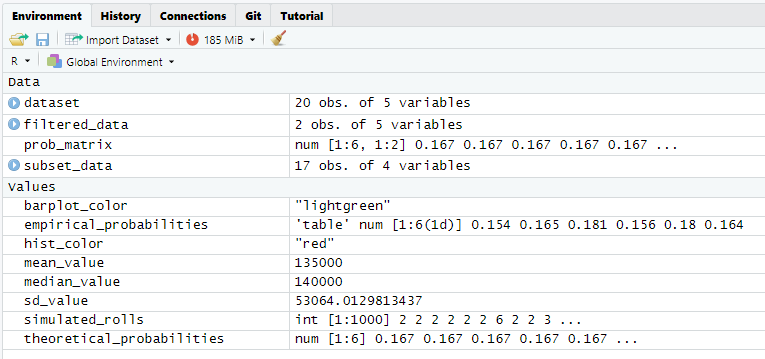 Environment History Connections Git Tutorial
Import Dataset 185 MiB
R Global Environment
Data
dataset 20 obs. of 5 variables
filtered_data 2 obs. of 5 variables
prob_matrix num [1:6, 1:2] 0.167 0.167 0.167 0.167 0.167 ...
subset_data 17 obs. of 4 variables
Values
barplot_color "lightgreen"
empirical_probabilities 'table' num [1:6(1d)] 0.154 0.165 0.181 0.156 0.18 0.164
hist_color "red"
mean_value 135000
median_value 140000
sd_value 53064.0129813437
simulated_rolls int [1:1000] 2 2 2 2 2 2 6 2 2 3 ...
theoretical_probabilities num [1:6] 0.167 0.167 0.167 0.167 0.167 ...